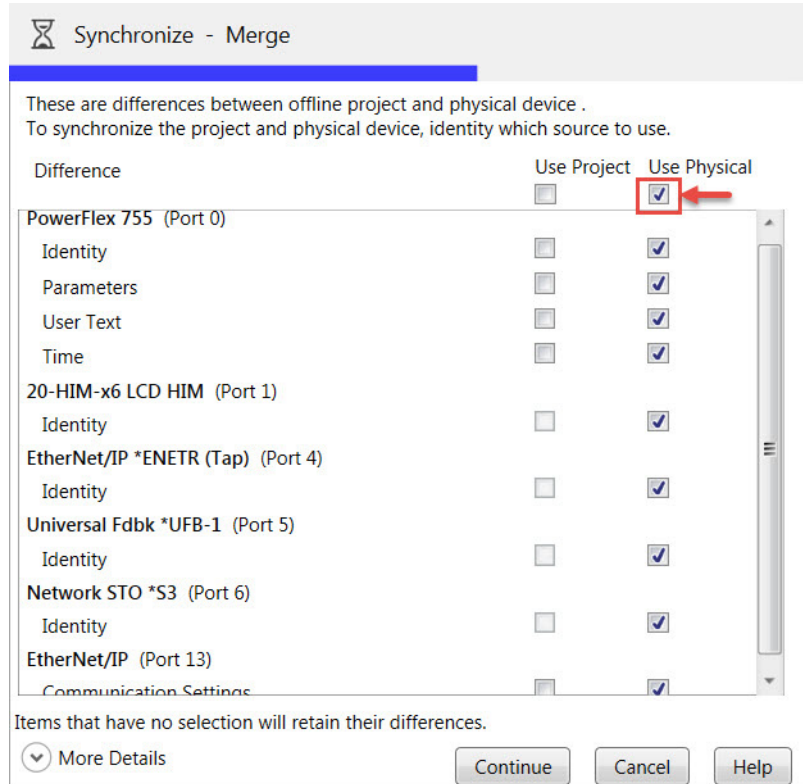 Synchronize - Merge
These are differences between offline project and physical device .
To synchronize the project and physical device, identity which source to use.
Difference Use Project Use Physical
PowerFlex 755 (Port 0)
Identity
Parameters
User Text
Time
20-HIM-x6 LCD HIM (Port 1)
Identity
EtherNet/IP *ENETR (Tap) (Port 4)
Identity
Universal Fdbk *UFB-1 (Port 5)
Identity
Network STO *S3 (Port 6)
Identity
EtherNet/IP (Port 13)
Communication Settings
Items that have no selection will retain their differences.
More Details Continue Cancel Help